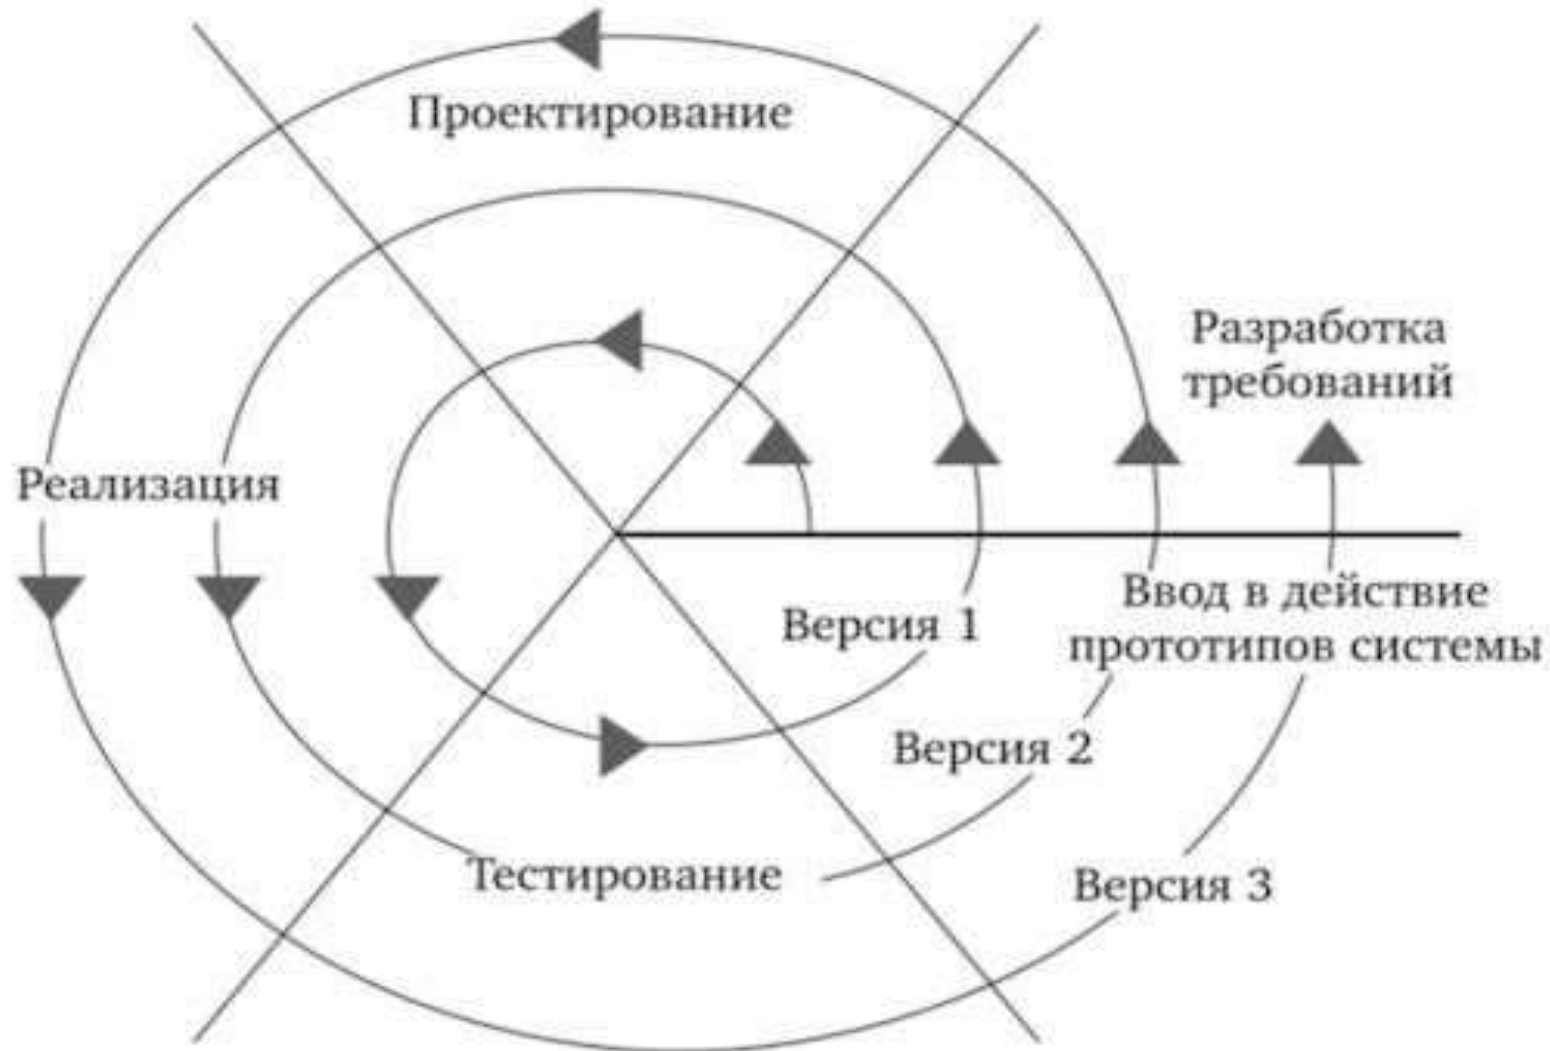 Проектирование
Разработка
требований
Реализация
Ввод в действие
прототипов системы
Версия 1
Версия 2
Тестирование
Версия 3